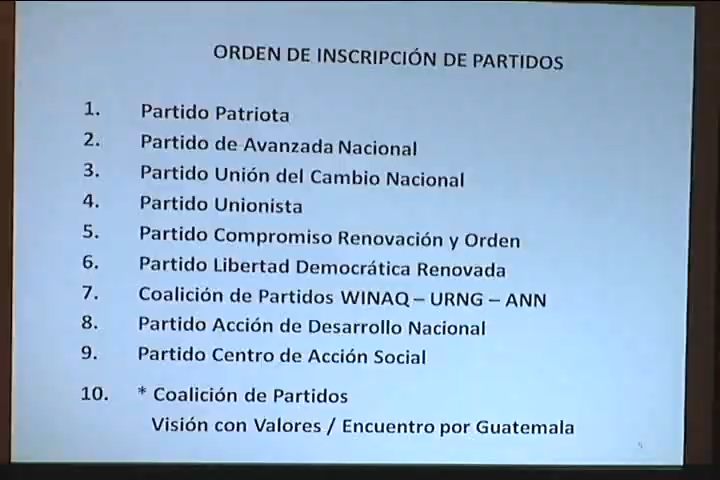 ORDEN DE INSCRIPCIÓN DE PARTIDOS
1. Partido Patriota
2. Partido de Avanzada Nacional
3. Partido Unión del Cambio Nacional
4. Partido Unionista
5. Partido Compromiso Renovación y Orden
6. Partido Libertad Democrática Renovada
7. Coalición de Partidos WINAQ – URNG – ANN
8. Partido Acción de Desarrollo Nacional
9. Partido Centro de Acción Social
10. * Coalición de Partidos
Visión con Valores / Encuentro por Guatemala